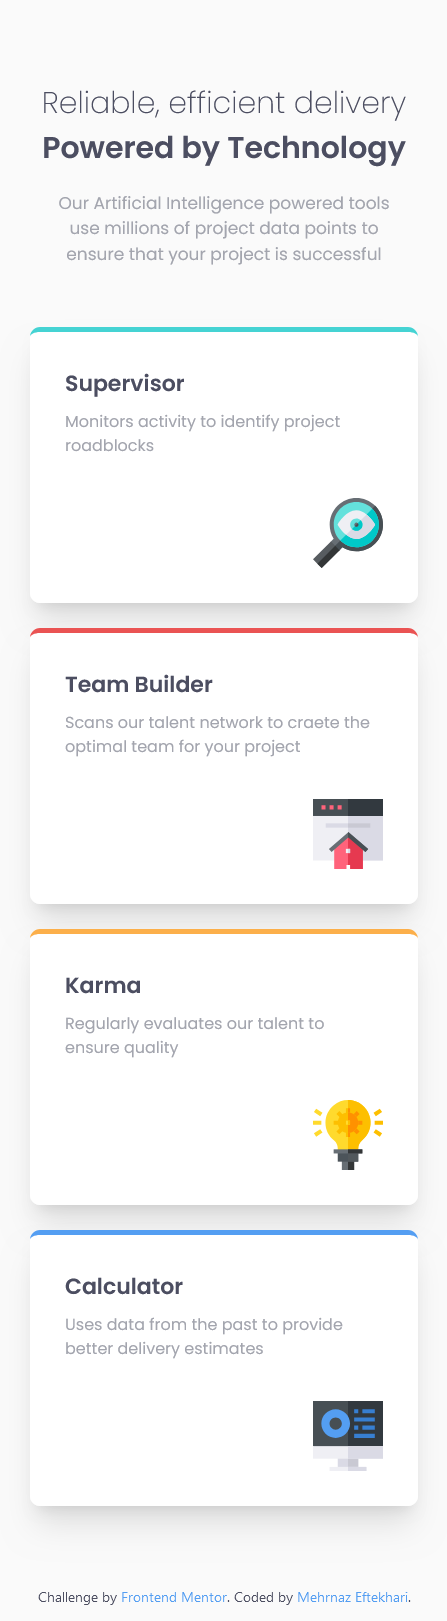 Reliable, efficient delivery
Powered by Technology
Our Artificial Intelligence powered tools
use millions of project data points to
ensure that your project is successful
Supervisor
Monitors activity to identify project
roadblocks
Team Builder
Scans our talent network to craete the
optimal team for your project
Karma
Regularly evaluates our talent to
ensure quality
Calculator
Uses data from the past to provide
better delivery estimates
Challenge by Frontend Mentor. Coded by Mehrnaz Eftekhari.